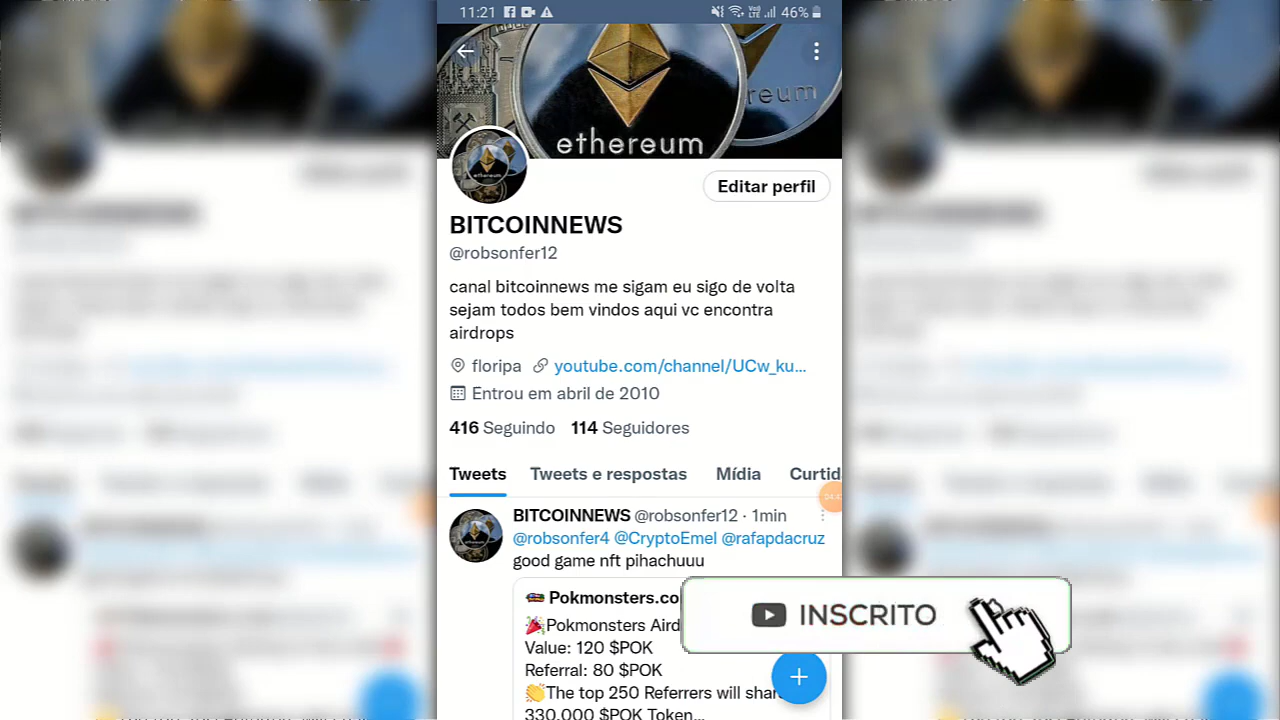 11:21
46%
ethereum
Editar perfil
BITCOINNEWS
@robsonfer12
canal bitcoinnews me sigam eu sigo de volta
sejam todos bem vindos aqui vc encontra
airdrops
floripa youtube.com/channel/UCw_ku...
Entrou em abril de 2010
416 Seguindo 114 Seguidores
Tweets Tweets e respostas Mídia Curtid
BITCOINNEWS @robsonfer12 · 1min
@robsonfer4 @CryptoEmel @rafapdacruz
good game nft pihachuuu
Pokmonsters.co
Pokmonsters Aird
Value: 120 $POK
Referral: 80 $POK
The top 250 Referrers will shar
330,000 $POK Token...
INSCRITO